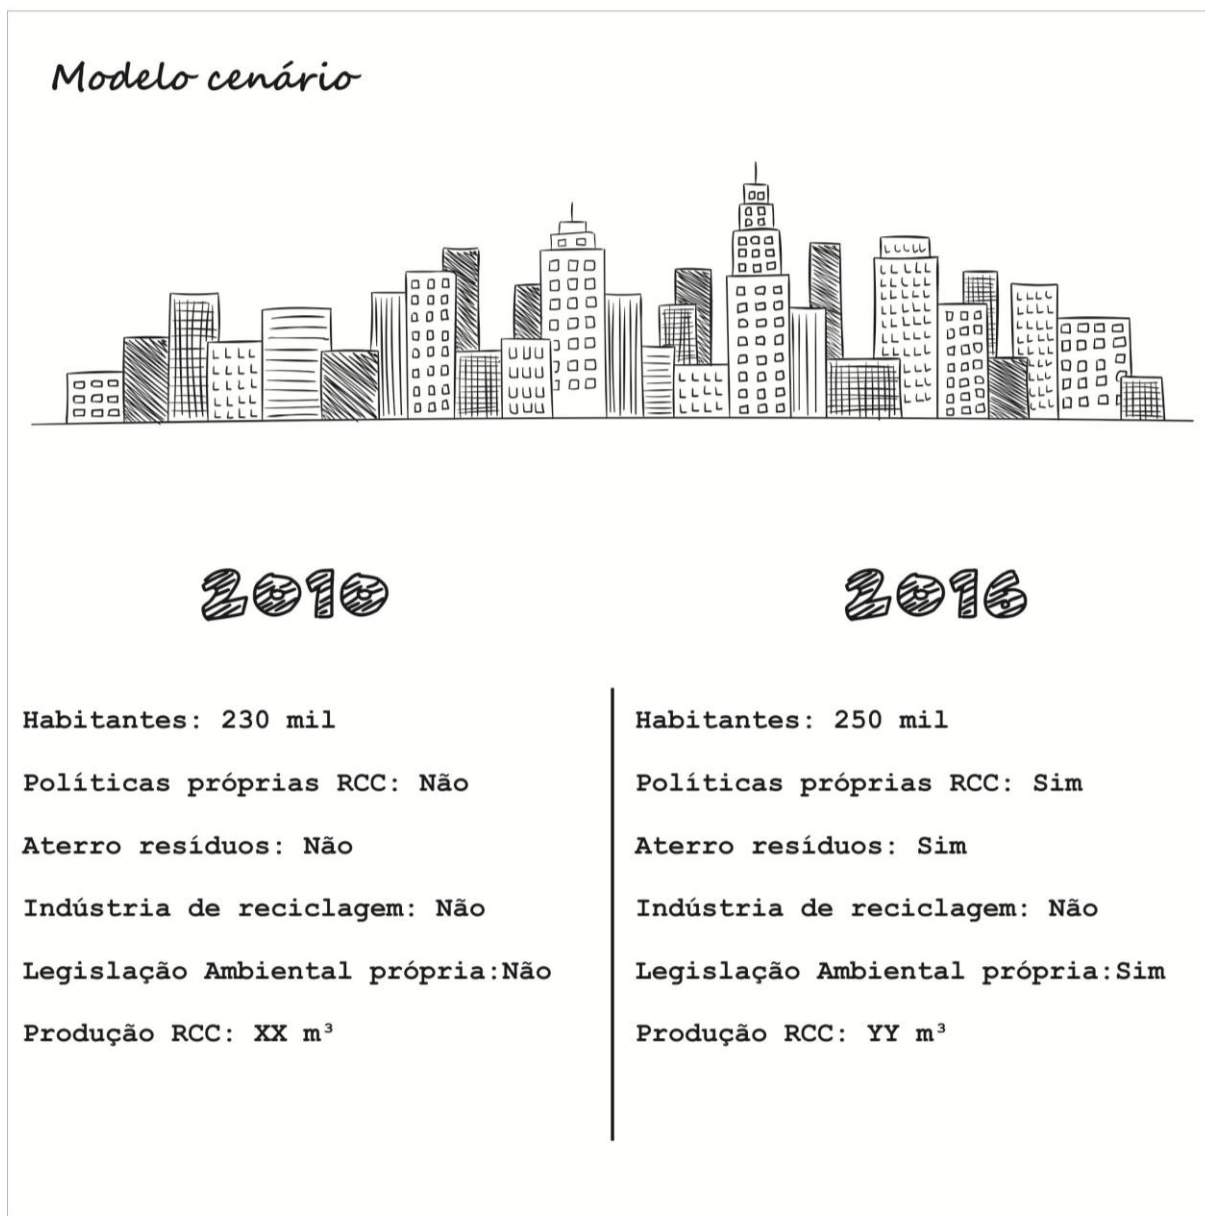 Modelo cenário
2010
Habitantes: 230 mil
Políticas próprias RCC: Não
Aterro resíduos: Não
Indústria de reciclagem: Não
Legislação Ambiental própria:Não
Produção RCC: XX m³
2016
Habitantes: 250 mil
Políticas próprias RCC: Sim
Aterro resíduos: Sim
Indústria de reciclagem: Não
Legislação Ambiental própria:Sim
Produção RCC: YY m³